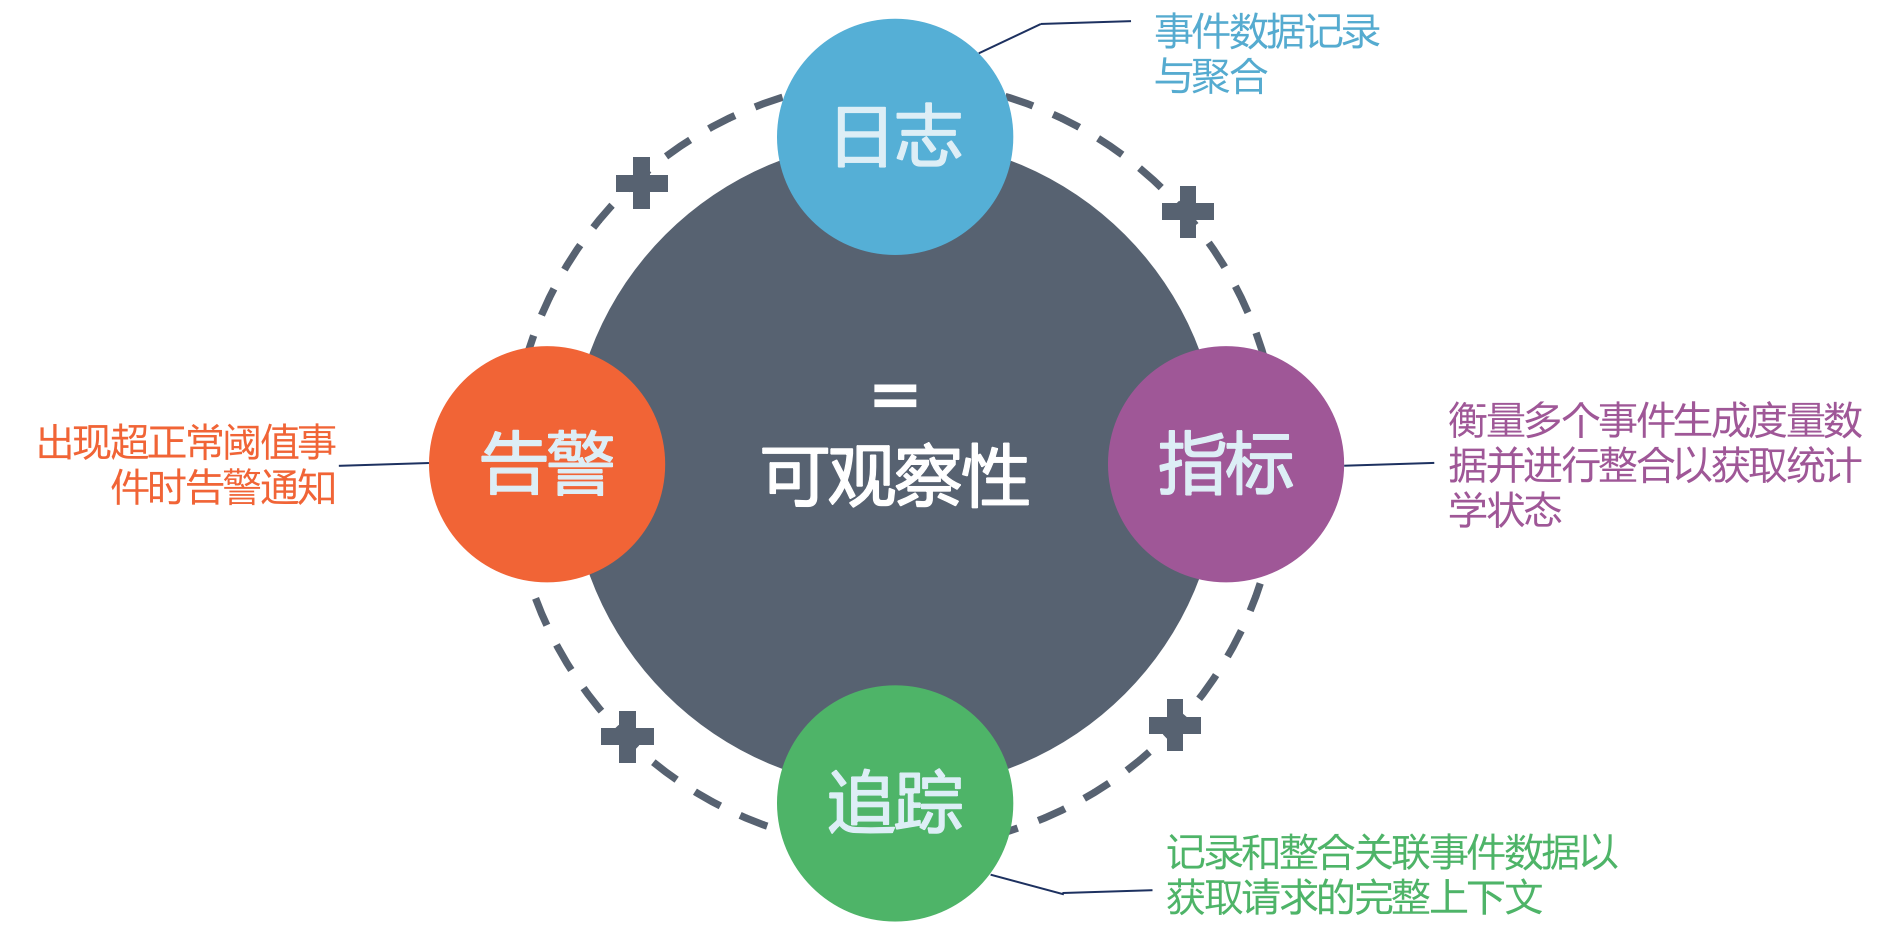 事件数据记录
与聚合
日志
=
可观察性
告警
出现超正常阈值事
件时告警通知
指标
衡量多个事件生成度量数
据并进行整合以获取统计
学状态
追踪
记录和整合关联事件数据以
获取请求的完整上下文